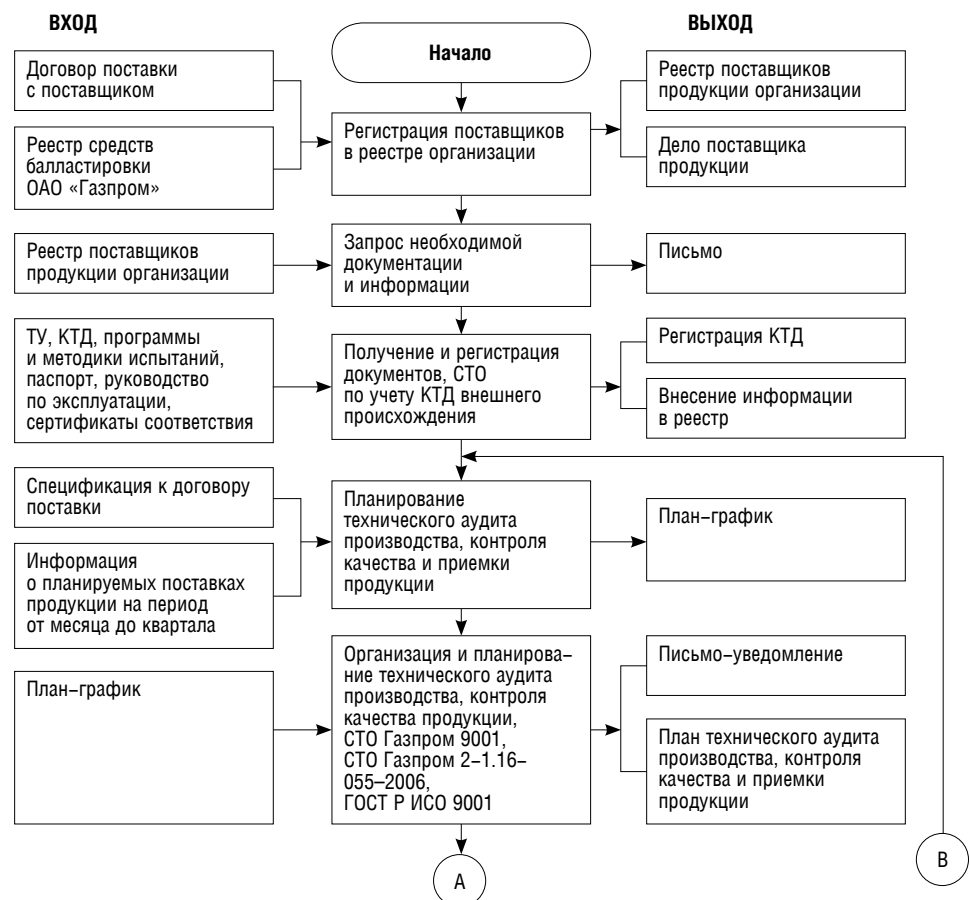 ВХОД
ВЫХОД
Начало
Договор поставки
с поставщиком
Реестр средств
балластировки
ОАО «Газпром»
Регистрация поставщиков
в реестре организации
Реестр поставщиков
продукции организации
Дело поставщика
продукции
Реестр поставщиков
продукции организации
Запрос необходимой
документации
и информации
Письмо
ТУ, КТД, программы
и методики испытаний,
паспорт, руководство
по эксплуатации,
сертификаты соответствия
Получение и регистрация
документов, СТО
по учету КТД внешнего
происхождения
Регистрация КТД
Внесение информации
в реестр
Спецификация к договору
поставки
Информация
о планируемых поставках
продукции на период
от месяца до квартала
Планирование
технического аудита
производства, контроля
качества и приемки
продукции
План–график
План–график
Организация и планирова–
ние технического аудита
производства, контроля
качества продукции,
СТО Газпром 9001,
СТО Газпром 2–1.16–
055–2006,
ГОСТ Р ИСО 9001
Письмо–уведомление
План технического аудита
производства, контроля
качества и приемки
продукции
А
В